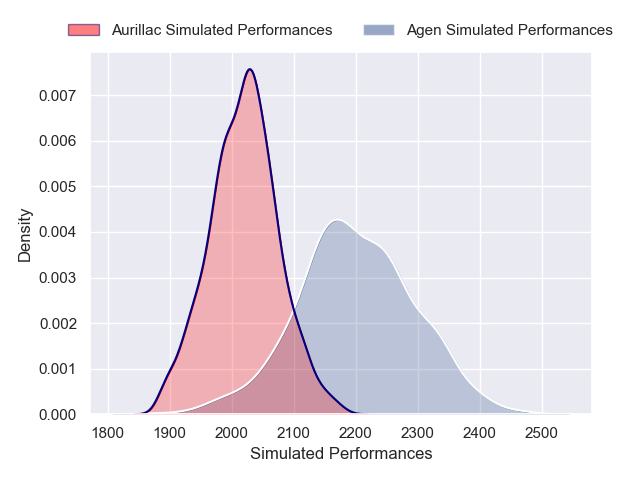 Aurillac Simulated Performances
Agen Simulated Performances
Density
0.007
0.006
0.005
0.004
0.003
0.002
0.001
0.000
1800 1900 2000 2100 2200 2300 2400 2500
Simulated Performances